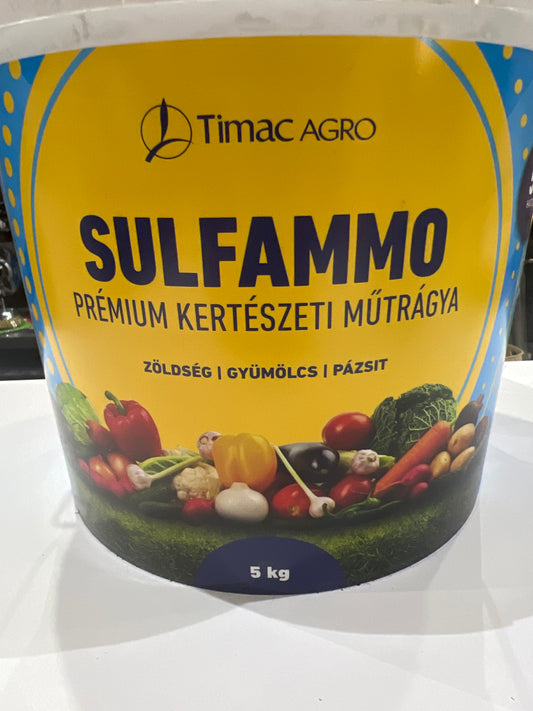 Timac AGRO
SULFAMMO
PRÉMIUM KERTÉSZETI MŰTRÁGYA
ZÖLDSÉG | GYÜMÖLCS | PÁZSIT
5 kg